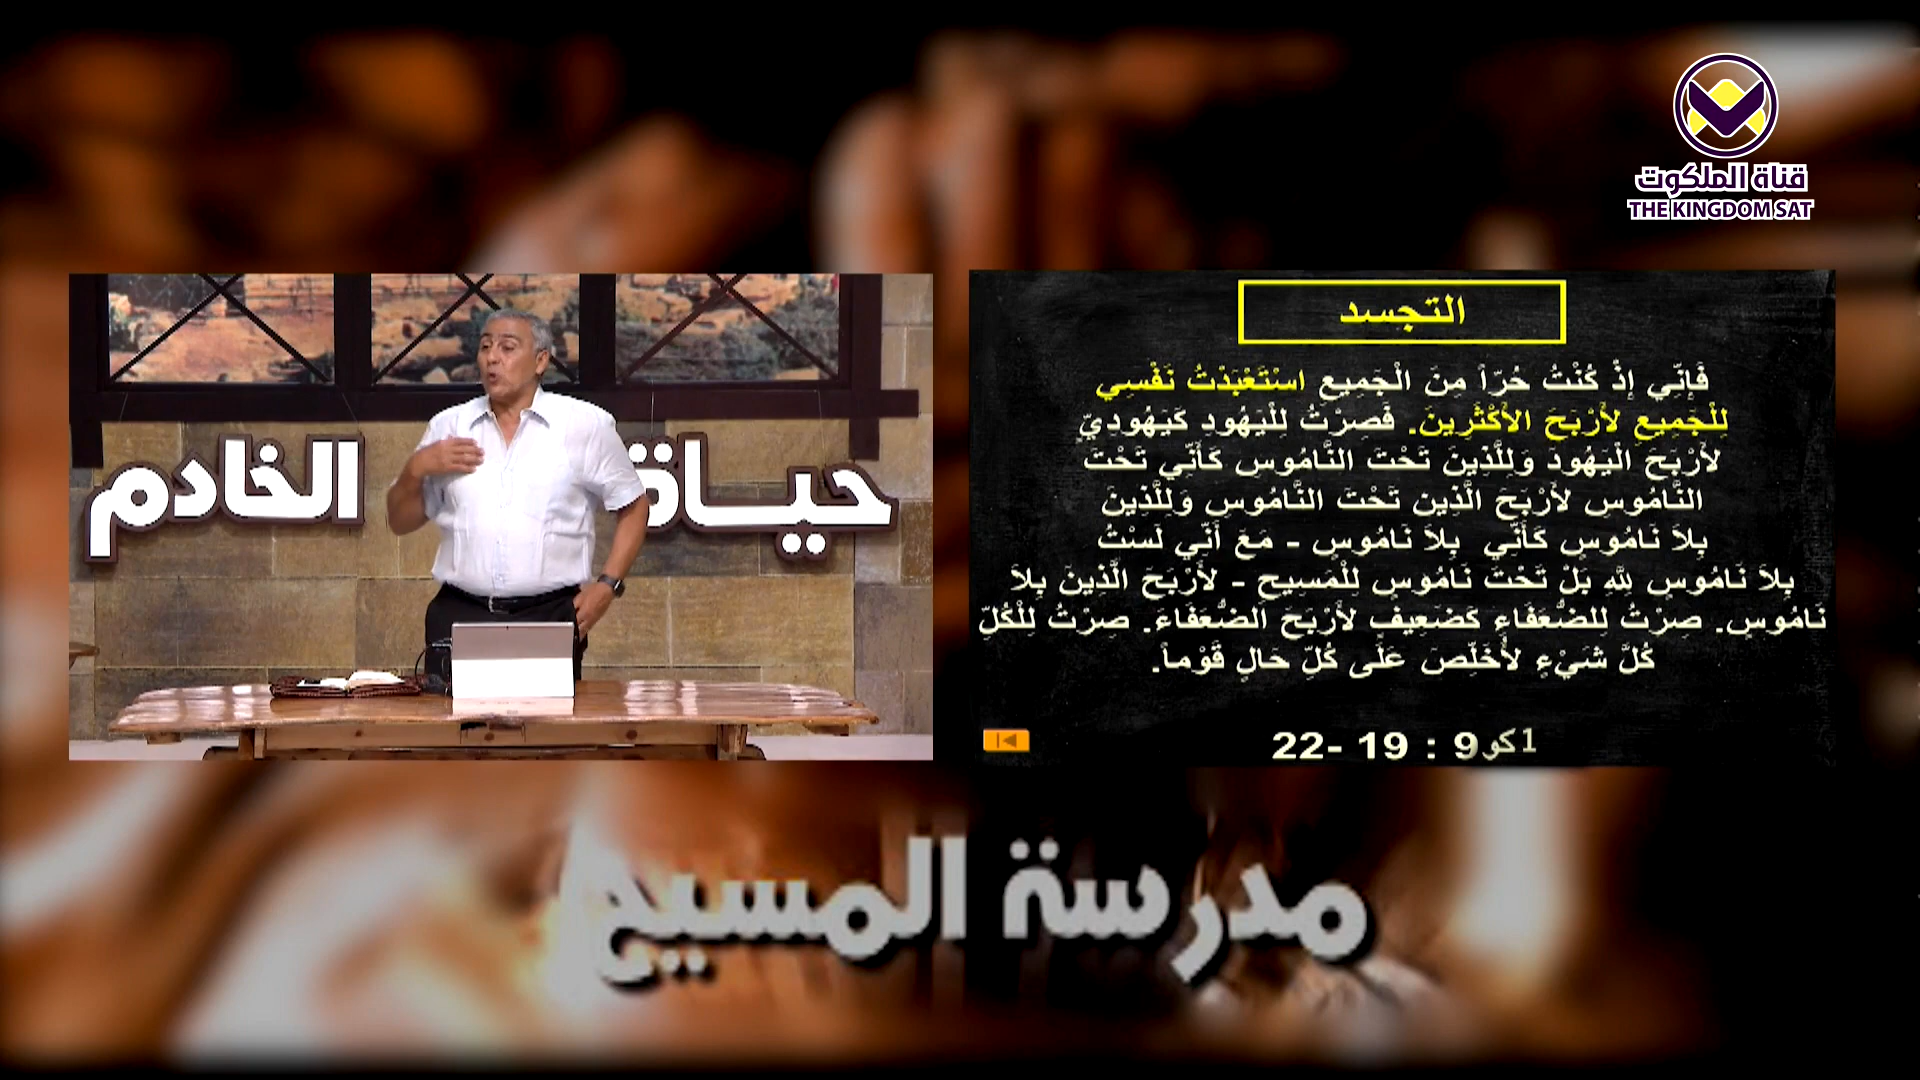 قناة الملكوت
THE KINGDOM SAT
حياة الخادم
التجسد
فَإِنِّي إِذْ كُنْتُ حُرّاً مِنَ الْجَمِيعِ اسْتَعْبَدْتُ نَفْسِي
لِلْجَمِيعِ لأَرْبَحَ الأَكْثَرِينَ. فَصِرْتُ لِلْيَهُودِ كَيَهُودِيٍّ
لأَرْبَحَ الْيَهُودَ وَلِلَّذِينَ تَحْتَ النَّامُوسِ كَأَنِّي تَحْتَ
النَّامُوسِ لأَرْبَحَ الَّذِينَ تَحْتَ النَّامُوسِ وَلِلَّذِينَ
بِلاَ نَامُوسٍ كَأَنِّي بِلاَ نَامُوسٍ - مَعَ أَنِّي لَسْتُ
بِلاَ نَامُوسٍ لِلَّهِ بَلْ تَحْتَ نَامُوسٍ لِلْمَسِيحِ - لأَرْبَحَ الَّذِينَ بِلاَ
نَامُوسٍ. صِرْتُ لِلضُّعَفَاءِ كَضَعِيفٍ لأَرْبَحَ الضُّعَفَاءَ. صِرْتُ لِلْكُلِّ
كُلَّ شَيْءٍ لأُخَلِّصَ عَلَى كُلِّ حَالٍ قَوْماً.
1كو9 : 19 -22
مدرسة المسيح